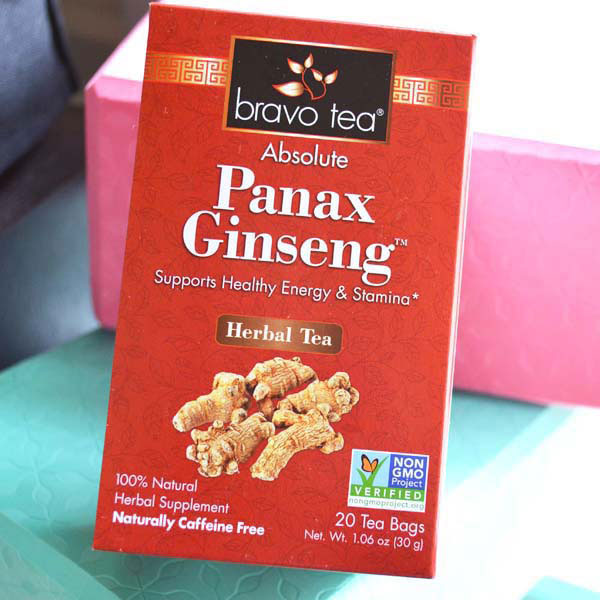 bravo tea®
Absolute
Panax
Ginseng™
Supports Healthy Energy & Stamina*
Herbal Tea
100% Natural
Herbal Supplement
Naturally Caffeine Free
NON
GMO
Project
VERIFIED
nongmoproject.org
20 Tea Bags
Net. Wt. 1.06 oz (30 g)